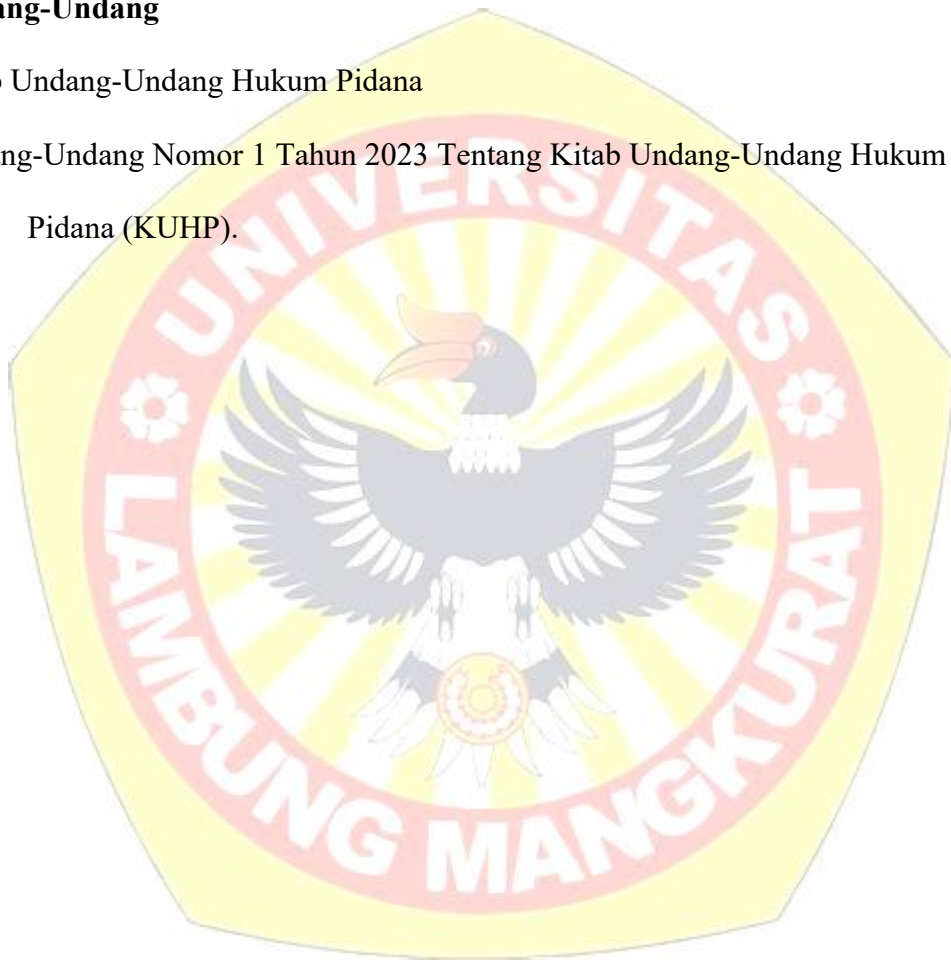 ang-Undang
Undang-Undang Hukum Pidana
ng-Undang Nomor 1 Tahun 2023 Tentang Kitab Undang-Undang Hukum
Pidana (KUHP).
UNIVERSITAS
LAMBUNG MANGKURAT